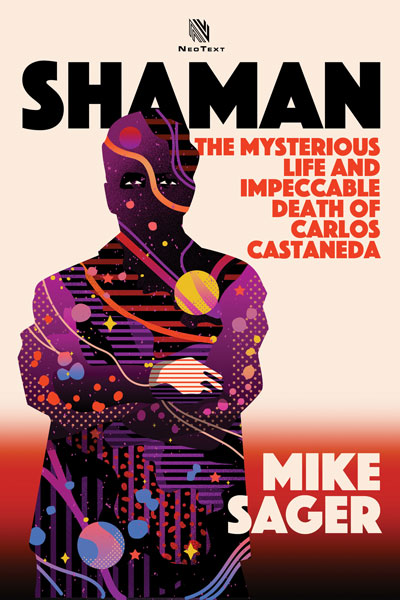 NEOTEXT
SHAMAN
THE MYSTERIOUS
LIFE AND
IMPECCABLE
DEATH OF
CARLOS
CASTANEDA
MIKE
SAGER